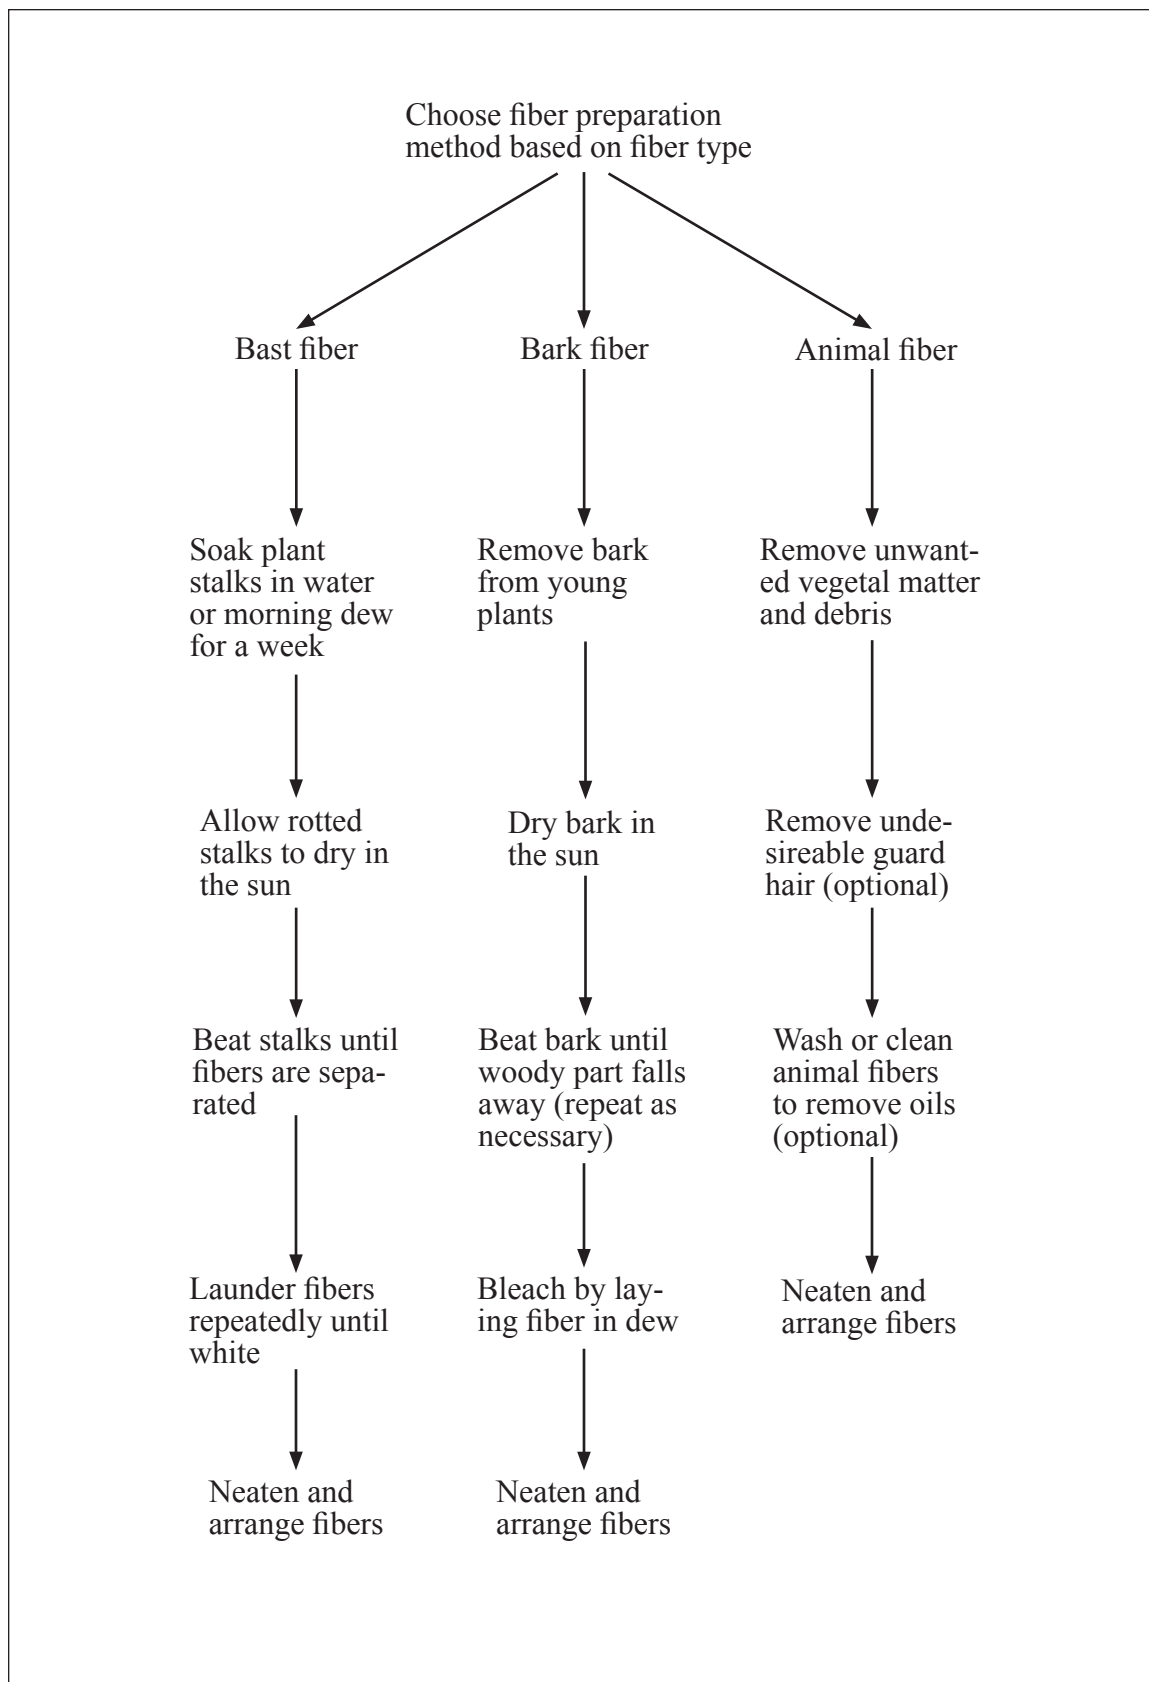 Choose fiber preparation
method based on fiber type
Bast fiber
Bark fiber
Animal fiber
Soak plant
stalks in water
or morning dew
for a week
Remove bark
from young
plants
Remove unwant-
ed vegetal matter
and debris
Allow rotted
stalks to dry in
the sun
Dry bark in
the sun
Remove unde-
sireable guard
hair (optional)
Beat stalks until
fibers are sepa-
rated
Beat bark until
woody part falls
away (repeat as
necessary)
Wash or clean
animal fibers
to remove oils
(optional)
Launder fibers
repeatedly until
white
Bleach by lay-
ing fiber in dew
Neaten and
arrange fibers
Neaten and
arrange fibers
Neaten and
arrange fibers